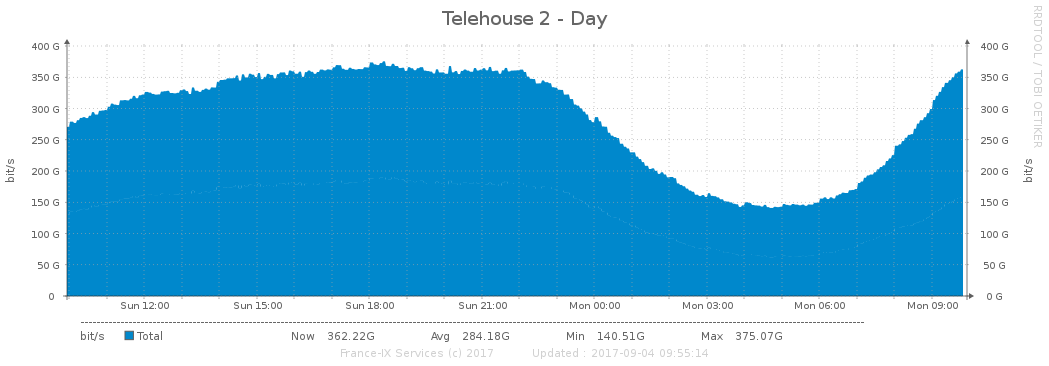 Telehouse 2 - Day
RRDTOOL / TOBI OETIKER
400 G 400 G
350 G 350 G
300 G 300 G
250 G 250 G
200 G 200 G
150 G 150 G
100 G 100 G
50 G 50 G
0 0 G
bit/s bit/s
Sun 12:00 Sun 15:00 Sun 18:00 Sun 21:00 Mon 00:00 Mon 03:00 Mon 06:00 Mon 09:00
bit/s Total Now 362.22G Avg 284.18G Min 140.51G Max 375.07G
France-IX Services (c) 2017 Updated : 2017-09-04 09:55:14